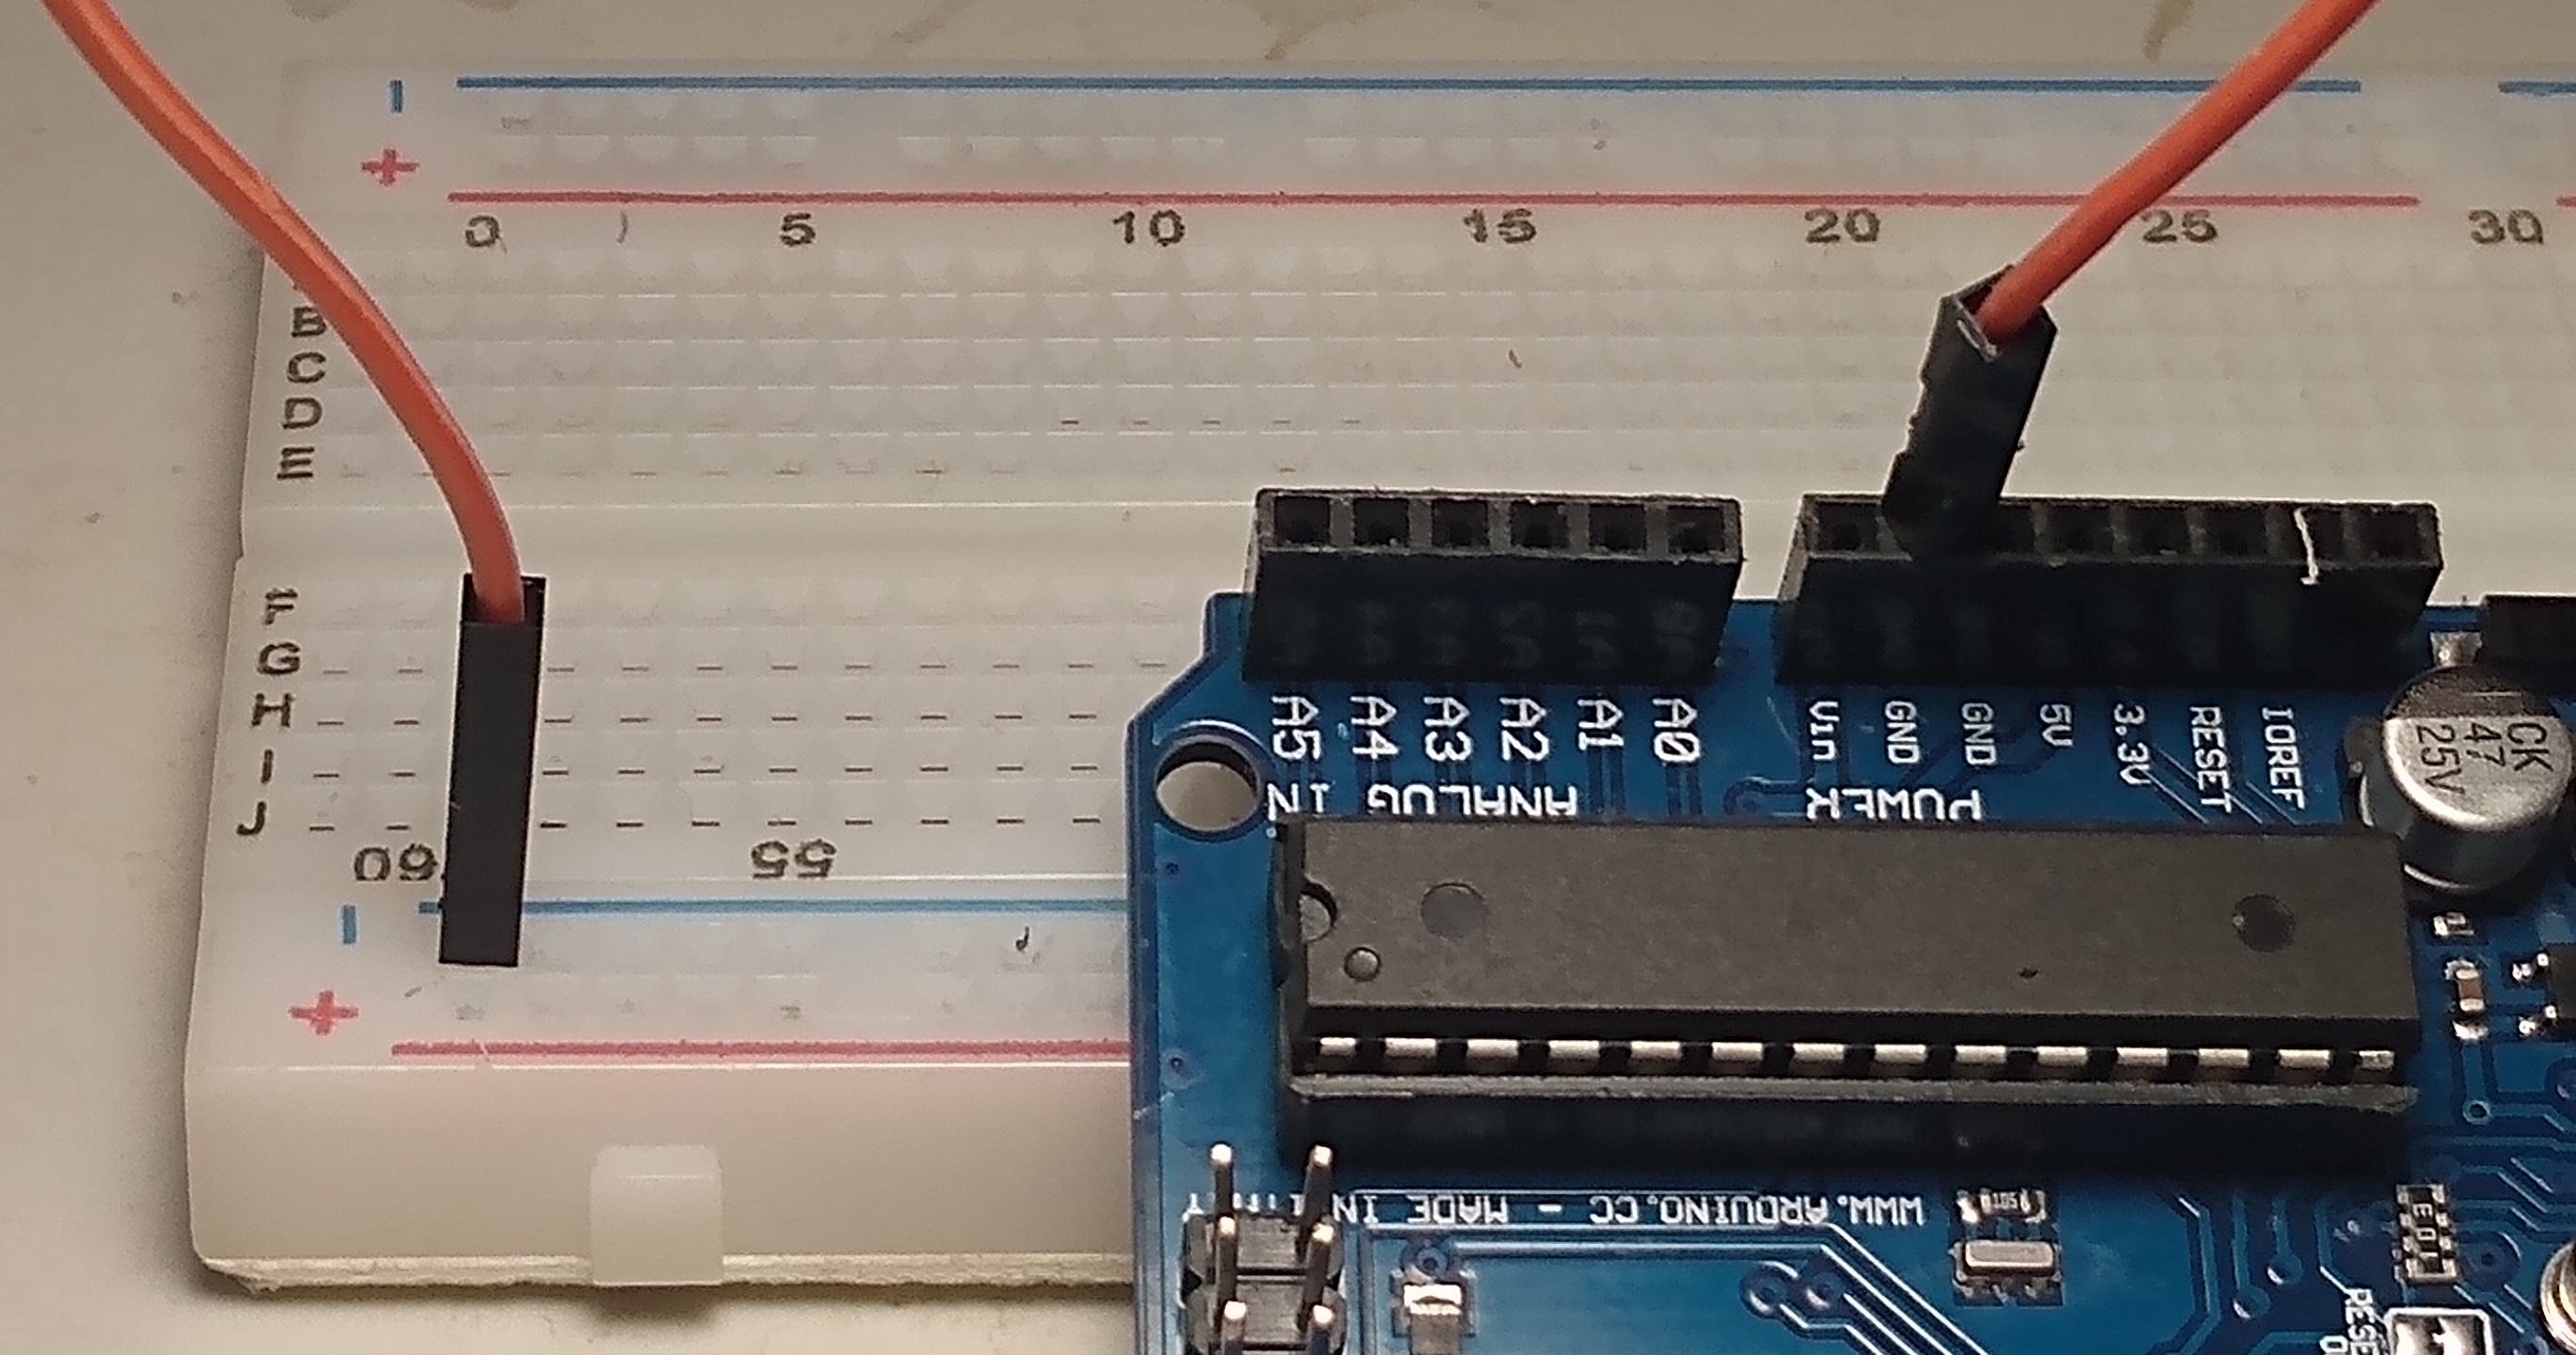 0 5 10 15 20 25 30
B
C
D
E
F
G
H
I
J
60 55
A5 A4 A3 A2 A1 A0
Vin GND GND 5V 3.3V RESET IOREF
ANALOG IN
POWER
CK
47
25V
WWW.ARDUINO.CC - MADE IN
E01